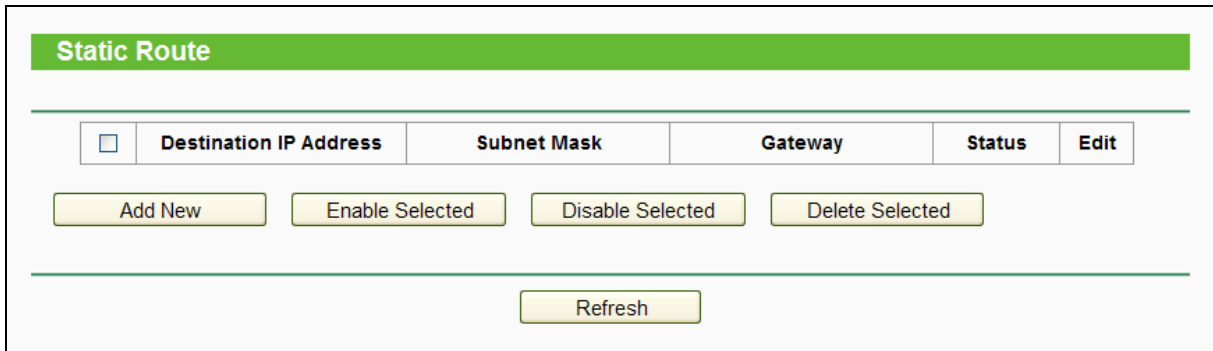 Static Route
Destination IP Address Subnet Mask Gateway Status Edit
Add New Enable Selected Disable Selected Delete Selected
Refresh